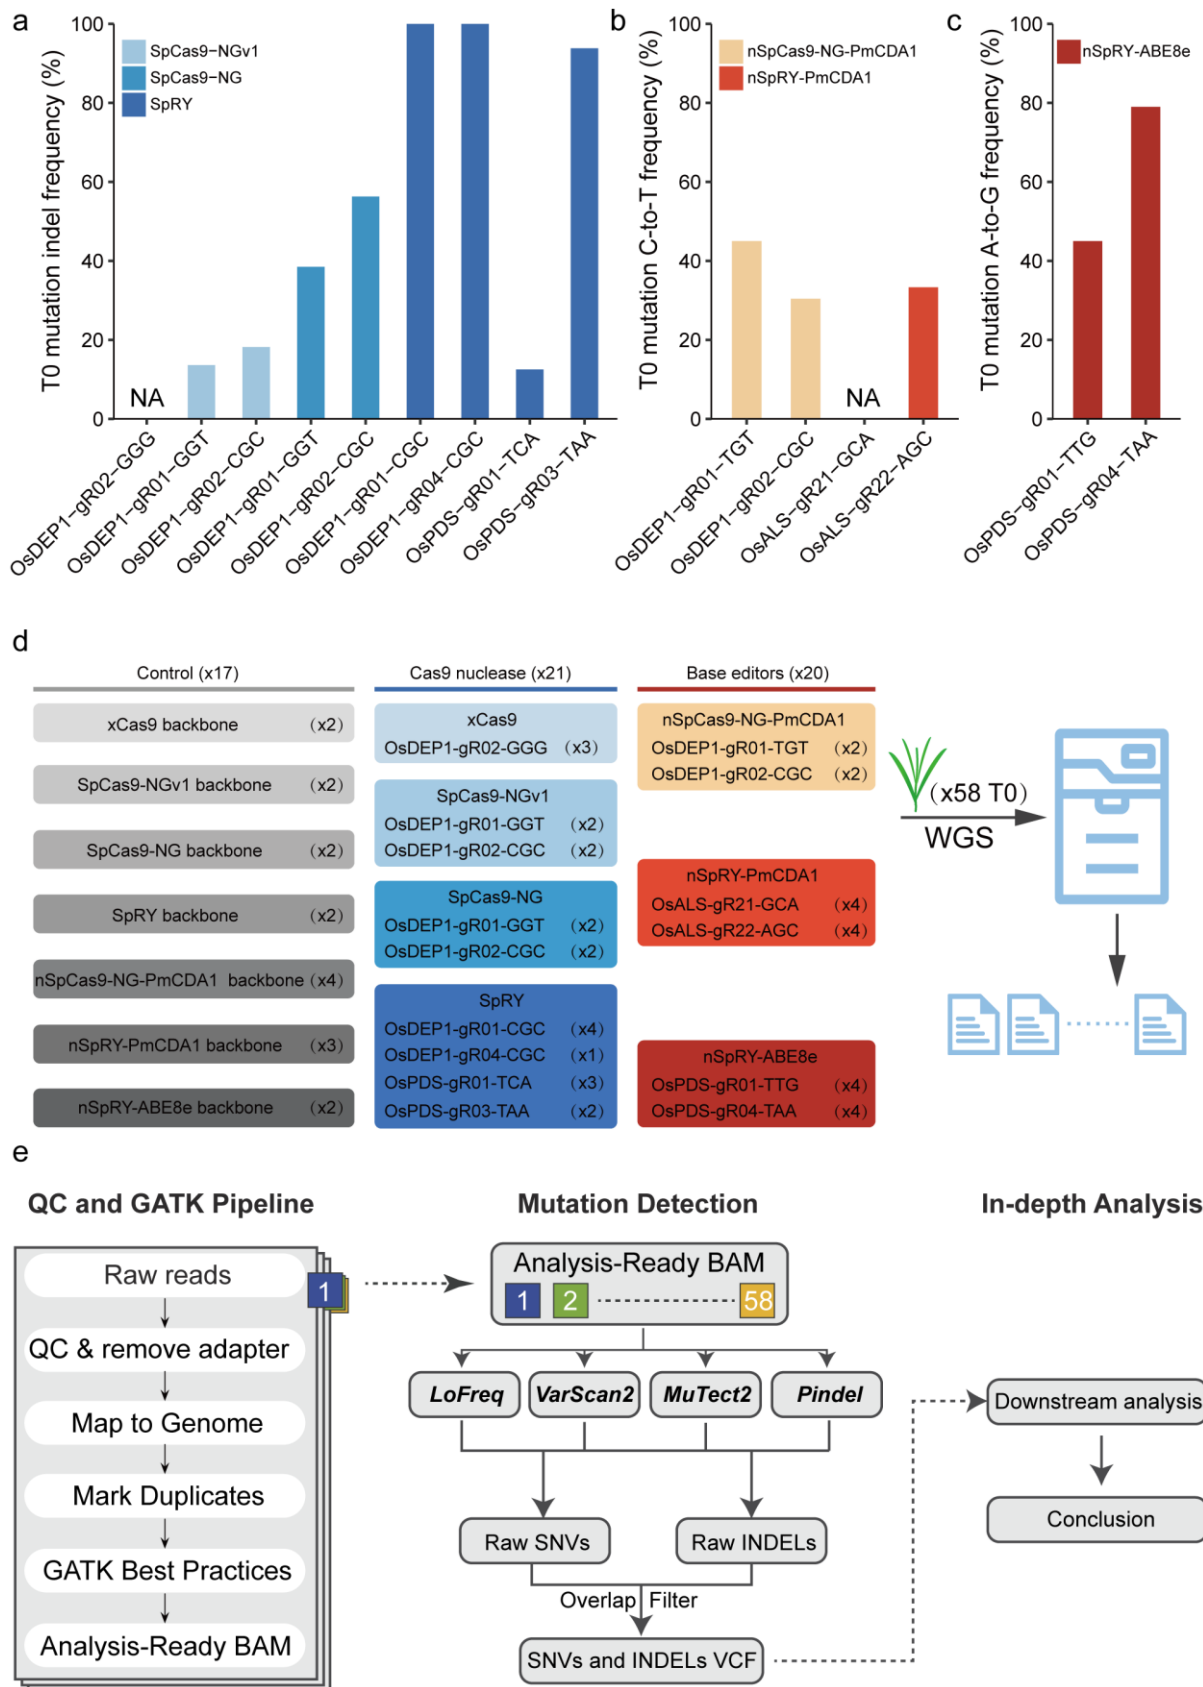 a
T0 mutation indel frequency (%)
100
80
60
40
20
0
SpCas9−NGv1
SpCas9−NG
SpRY
NA
OsDEP1−gR02−GGG
OsDEP1−gR01−GGT
OsDEP1−gR02−CGC
OsDEP1−gR01−GGT
OsDEP1−gR02−CGC
OsDEP1−gR01−CGC
OsDEP1−gR04−CGC
OsPDS−gR01−TCA
OsPDS−gR03−TAA
b
T0 mutation C-to-T frequency (%)
100
80
60
40
20
0
nSpCas9-NG-PmCDA1
nSpRY-PmCDA1
NA
OsDEP1−gR01−TGT
OsDEP1−gR02−CGC
OsALS−gR21−GCA
OsALS−gR22−AGC
c
T0 mutation A-to-G frequency (%)
100
80
60
40
20
0
nSpRY-ABE8e
OsPDS−gR01−TTG
OsPDS−gR04−TAA
d
Control (x17)
xCas9 backbone (x2)
SpCas9-NGv1 backbone (x2)
SpCas9-NG backbone (x2)
SpRY backbone (x2)
nSpCas9-NG-PmCDA1 backbone (x4)
nSpRY-PmCDA1 backbone (x3)
nSpRY-ABE8e backbone (x2)
Cas9 nuclease (x21)
xCas9
OsDEP1-gR02-GGG (x3)
SpCas9-NGv1
OsDEP1-gR01-GGT (x2)
OsDEP1-gR02-CGC (x2)
SpCas9-NG
OsDEP1-gR01-GGT (x2)
OsDEP1-gR02-CGC (x2)
SpRY
OsDEP1-gR01-CGC (x4)
OsDEP1-gR04-CGC (x1)
OsPDS-gR01-TCA (x3)
OsPDS-gR03-TAA (x2)
Base editors (x20)
nSpCas9-NG-PmCDA1
OsDEP1-gR01-TGT (x2)
OsDEP1-gR02-CGC (x2)
nSpRY-PmCDA1
OsALS-gR21-GCA (x4)
OsALS-gR22-AGC (x4)
nSpRY-ABE8e
OsPDS-gR01-TTG (x4)
OsPDS-gR04-TAA (x4)
(x58 T0)
WGS
e
QC and GATK Pipeline
Raw reads
1
QC & remove adapter
Map to Genome
Mark Duplicates
GATK Best Practices
Analysis-Ready BAM
Mutation Detection
Analysis-Ready BAM
1 2 58
LoFreq VarScan2 MuTect2 Pindel
Raw SNVs Raw INDELs
Overlap Filter
SNVs and INDELs VCF
In-depth Analysis
Downstream analysis
Conclusion